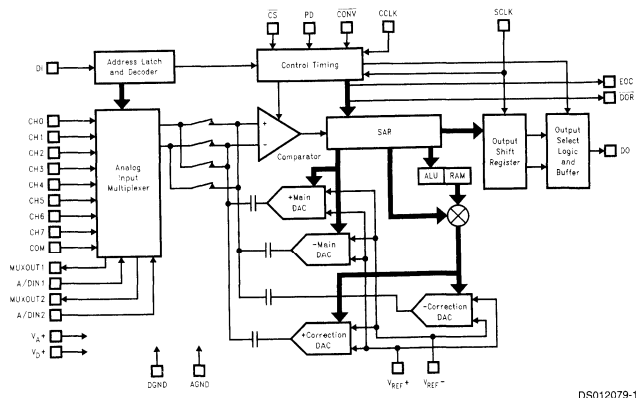 CS
PD
CONV
CCLK
SCLK
DI
Address Latch
and Decoder
Control Timing
EOC
DOR
CH0
CH1
CH2
CH3
CH4
CH5
CH6
CH7
COM
MUXOUT1
A/DIN1
MUXOUT2
A/DIN2
Analog
Input
Multiplexer
+
−
Comparator
SAR
Output
Shift
Register
Output
Select
Logic
and
Buffer
DO
ALU
RAM
+Main
DAC
−Main
DAC
−Correction
DAC
+Correction
DAC
VA+
VD+
DGND
AGND
VREF+
VREF−
DS012079-1